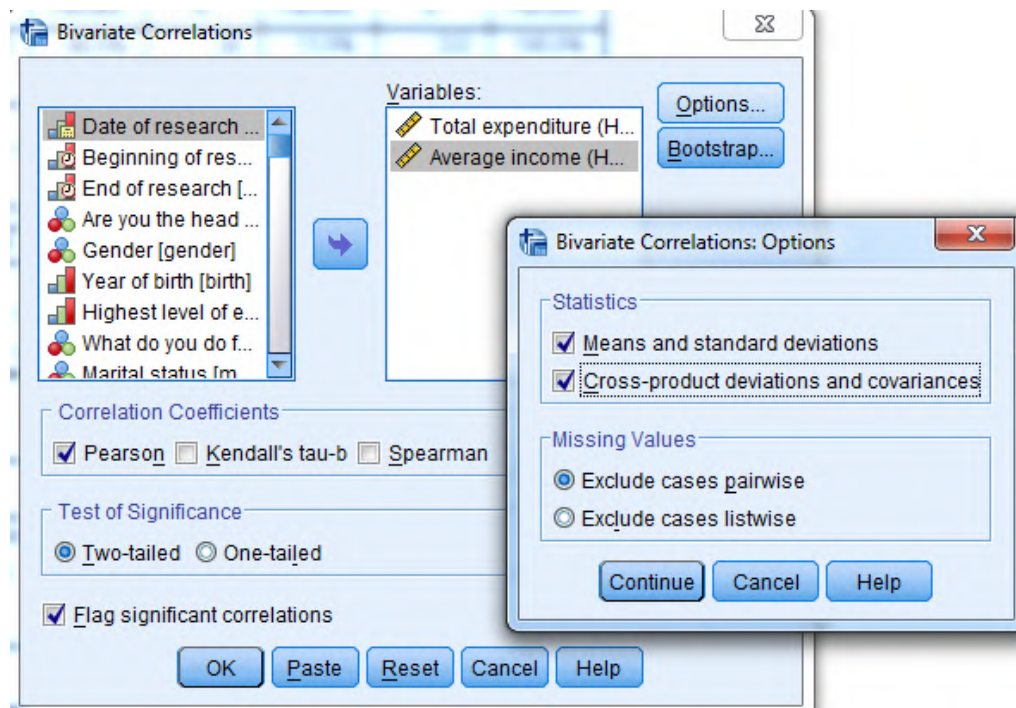 Bivariate Correlations
Variables:
Date of research ...
Beginning of res...
End of research [...
Are you the head ...
Gender [gender]
Year of birth [birth]
Highest level of e...
What do you do f...
Marital status [m
Total expenditure (H...
Average income (H...
Options...
Bootstrap...
Correlation Coefficients
Pearson Kendall's tau-b Spearman
Test of Significance
Two-tailed One-tailed
Flag significant correlations
OK Paste Reset Cancel Help
Bivariate Correlations: Options
Statistics
Means and standard deviations
Cross-product deviations and covariances
Missing Values
Exclude cases pairwise
Exclude cases listwise
Continue Cancel Help